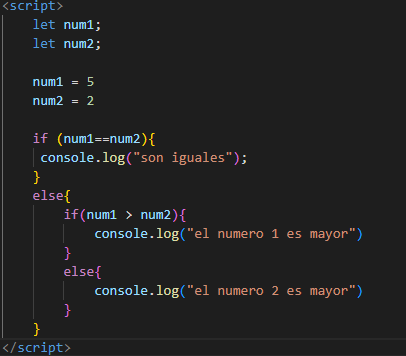 <script>
let num1;
let num2;
num1 = 5
num2 = 2
if (num1==num2){
console.log("son iguales");
}
else{
if(num1 > num2){
console.log("el numero 1 es mayor")
}
else{
console.log("el numero 2 es mayor")
}
}
</script>